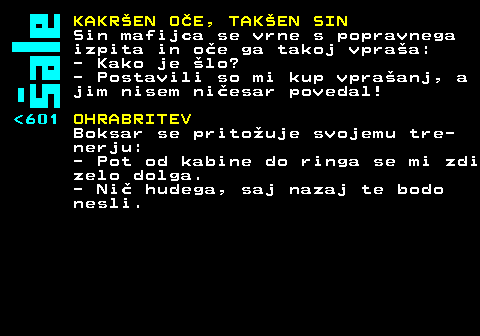 šale
KAKRŠEN OČE, TAKŠEN SIN
Sin mafijca se vrne s popravnega
izpita in oče ga takoj vpraša:
- Kako je šlo?
- Postavili so mi kup vprašanj, a
jim nisem ničesar povedal!
<601 OHRABRITEV
Boksar se pritožuje svojemu tre-
nerju:
- Pot od kabine do ringa se mi zdi
zelo dolga.
- Nič hudega, saj nazaj te bodo
nesli.